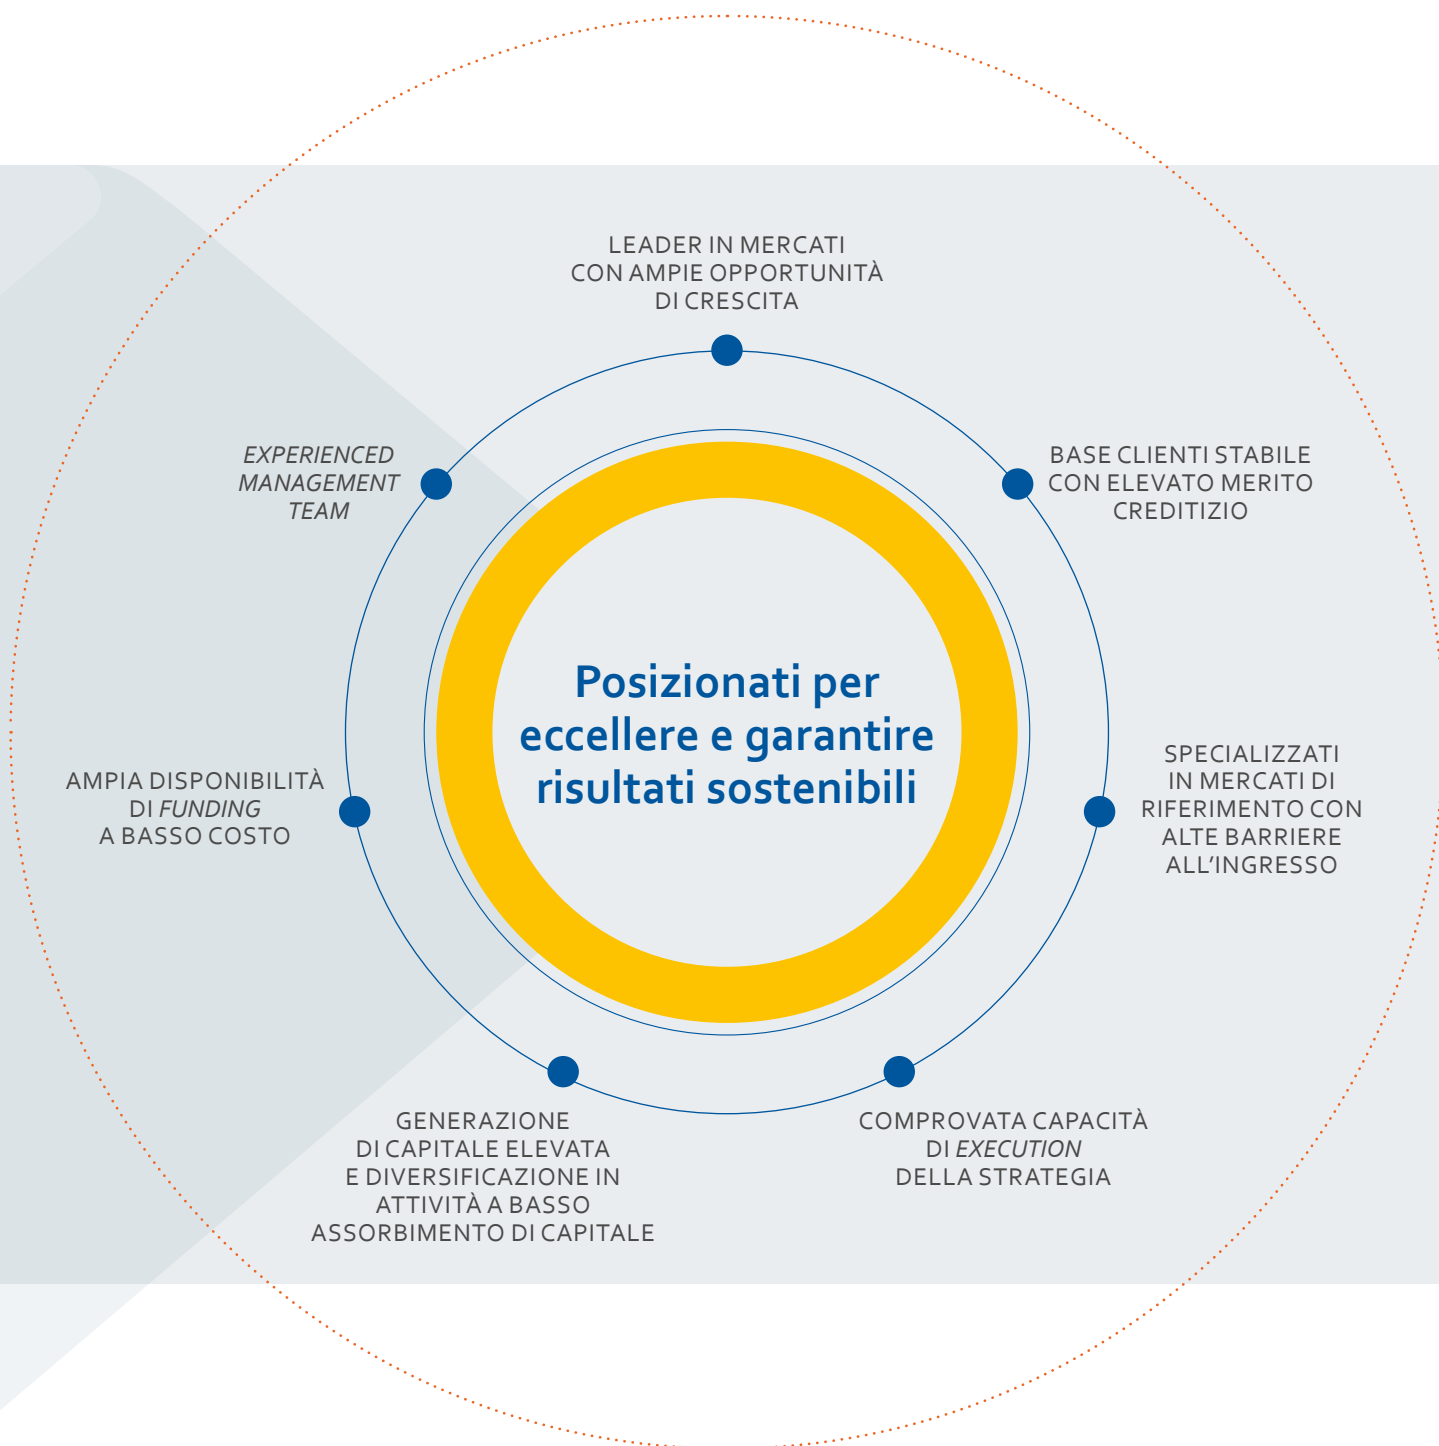 LEADER IN MERCATI
CON AMPIE OPPORTUNITÀ
DI CRESCITA
EXPERIENCED
MANAGEMENT
TEAM
BASE CLIENTI STABILE
CON ELEVATO MERITO
CREDITIZIO
Posizionati per
eccellere e garantire
risultati sostenibili
AMPIA DISPONIBILITÀ
DI FUNDING
A BASSO COSTO
SPECIALIZZATI
IN MERCATI DI
RIFERIMENTO CON
ALTE BARRIERE
ALL'INGRESSO
GENERAZIONE
DI CAPITALE ELEVATA
E DIVERSIFICAZIONE IN
ATTIVITÀ A BASSO
ASSORBIMENTO DI CAPITALE
COMPROVATA CAPACITÀ
DI EXECUTION
DELLA STRATEGIA